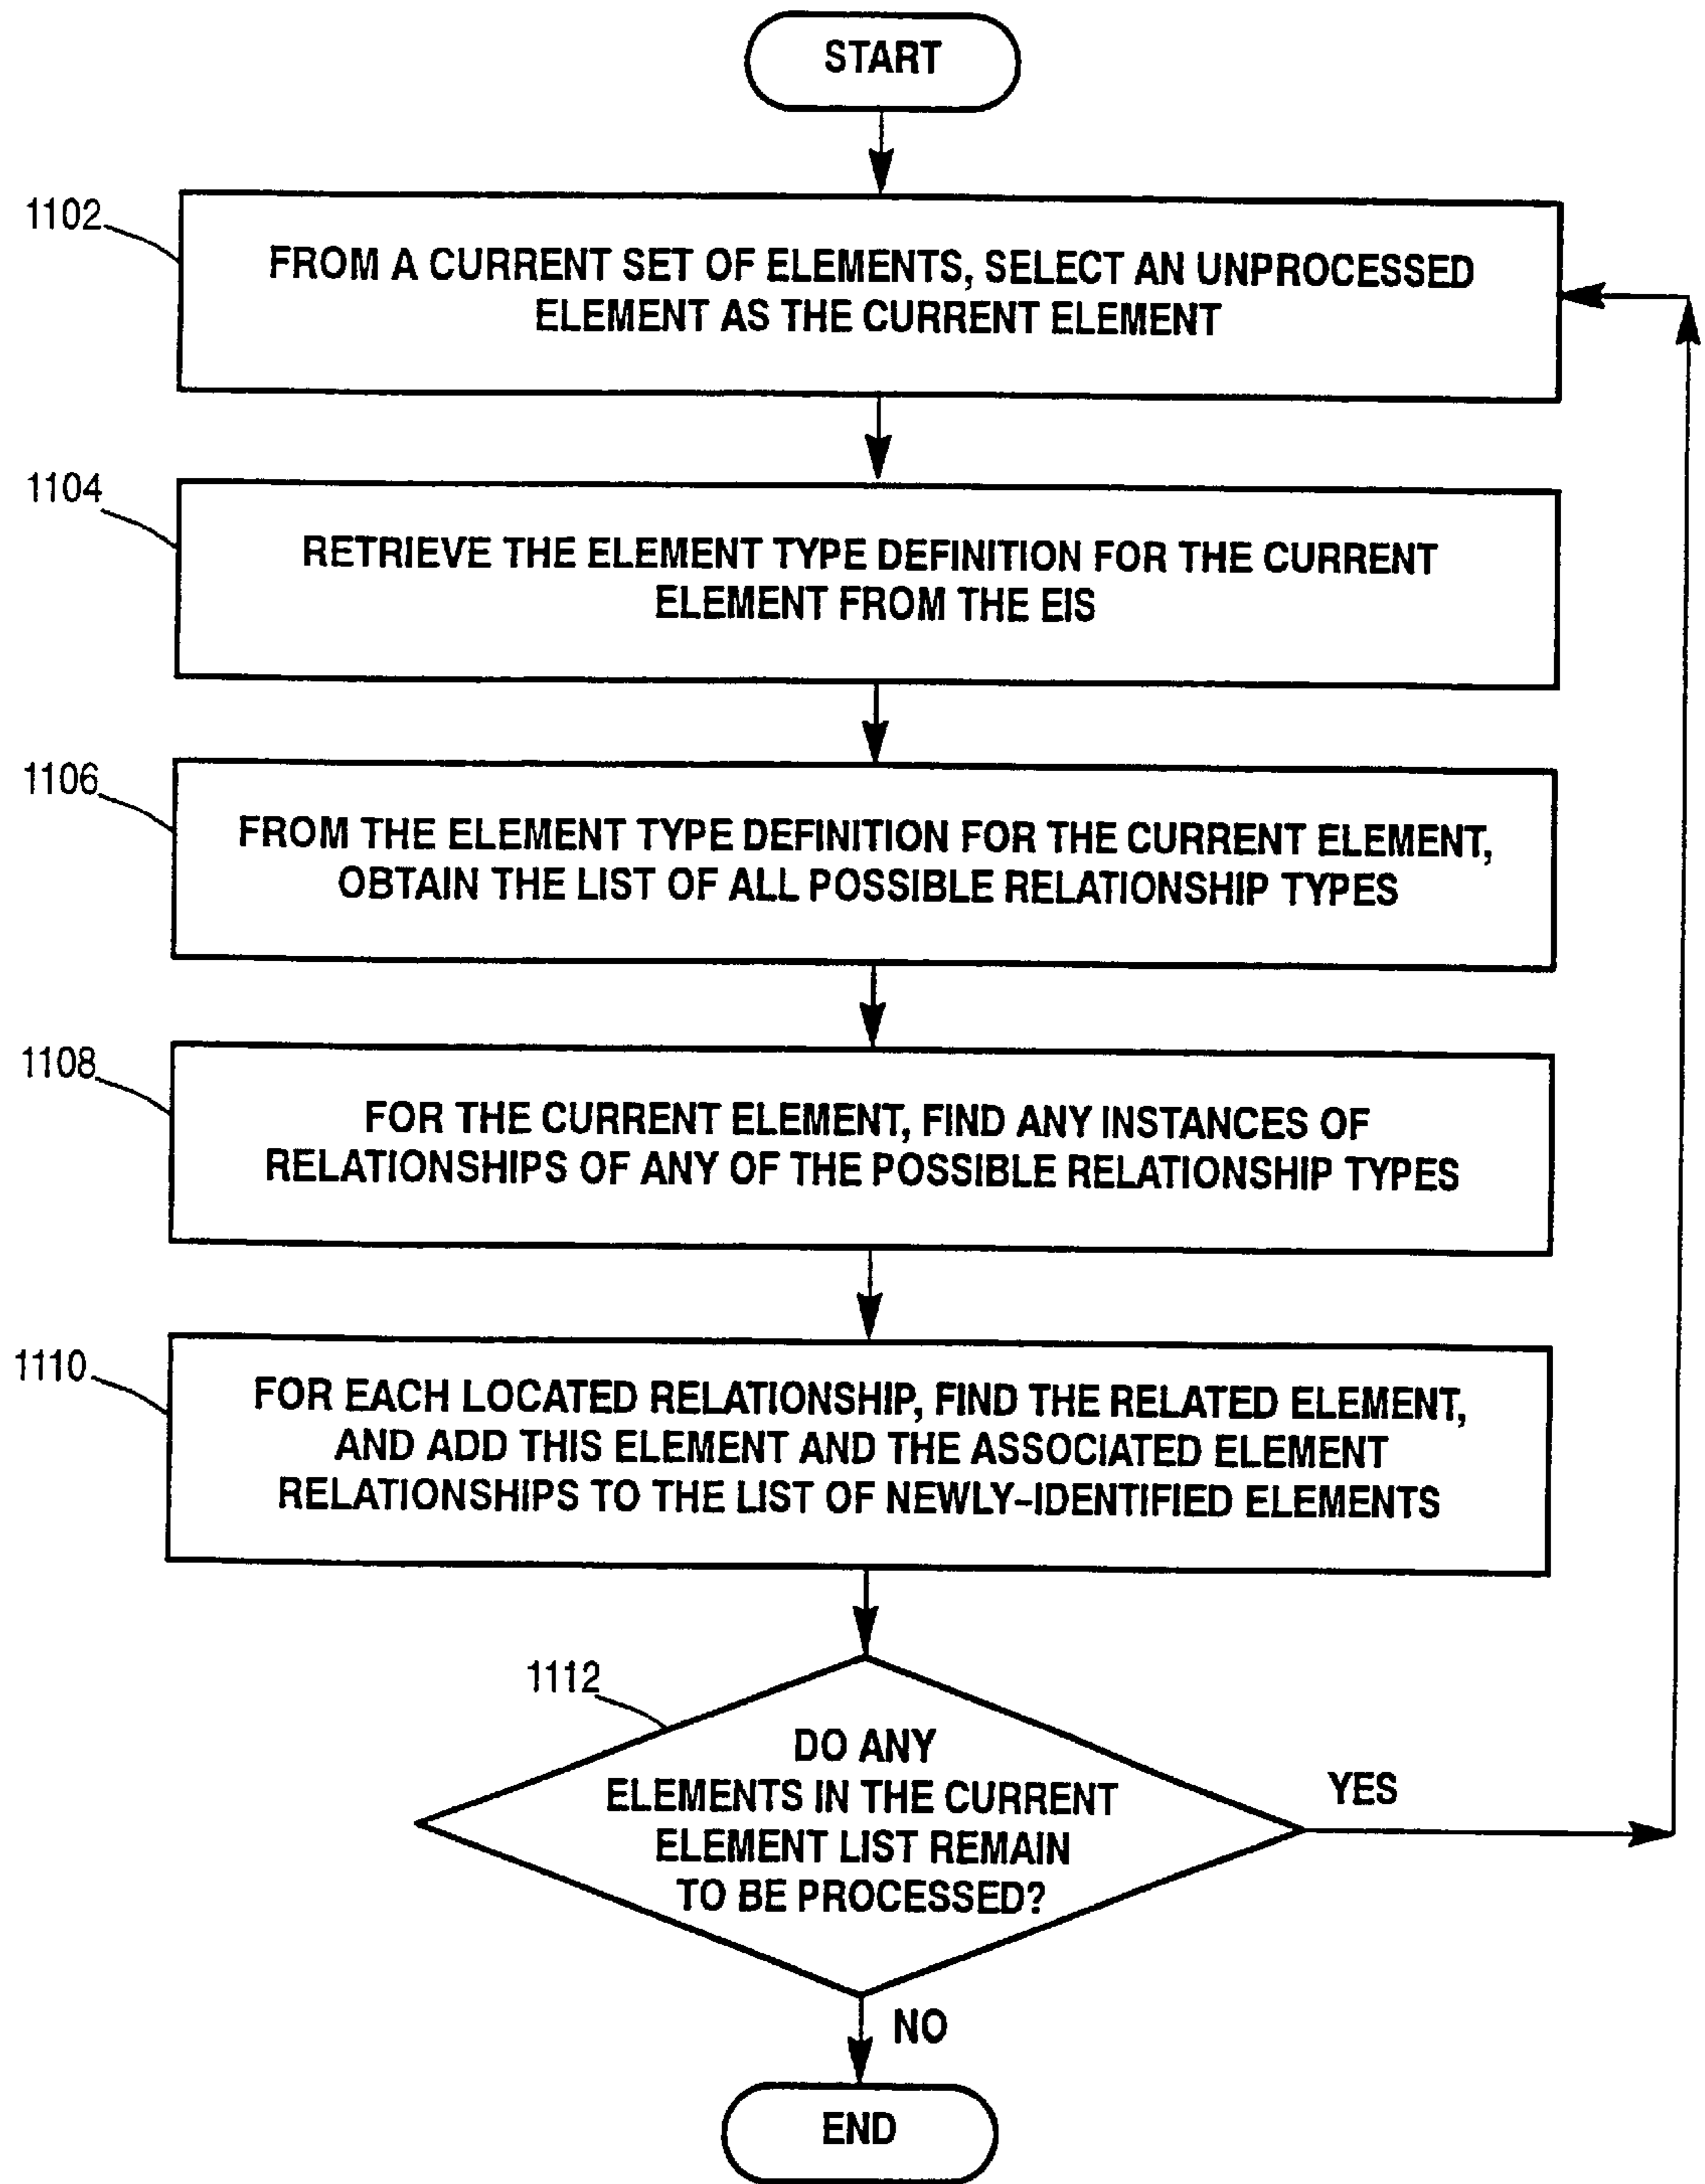 START
1102
FROM A CURRENT SET OF ELEMENTS, SELECT AN UNPROCESSED
ELEMENT AS THE CURRENT ELEMENT
1104
RETRIEVE THE ELEMENT TYPE DEFINITION FOR THE CURRENT
ELEMENT FROM THE EIS
1106
FROM THE ELEMENT TYPE DEFINITION FOR THE CURRENT ELEMENT,
OBTAIN THE LIST OF ALL POSSIBLE RELATIONSHIP TYPES
1108
FOR THE CURRENT ELEMENT, FIND ANY INSTANCES OF
RELATIONSHIPS OF ANY OF THE POSSIBLE RELATIONSHIP TYPES
1110
FOR EACH LOCATED RELATIONSHIP, FIND THE RELATED ELEMENT,
AND ADD THIS ELEMENT AND THE ASSOCIATED ELEMENT
RELATIONSHIPS TO THE LIST OF NEWLY-IDENTIFIED ELEMENTS
1112
DO ANY
ELEMENTS IN THE CURRENT
ELEMENT LIST REMAIN
TO BE PROCESSED?
YES
NO
END